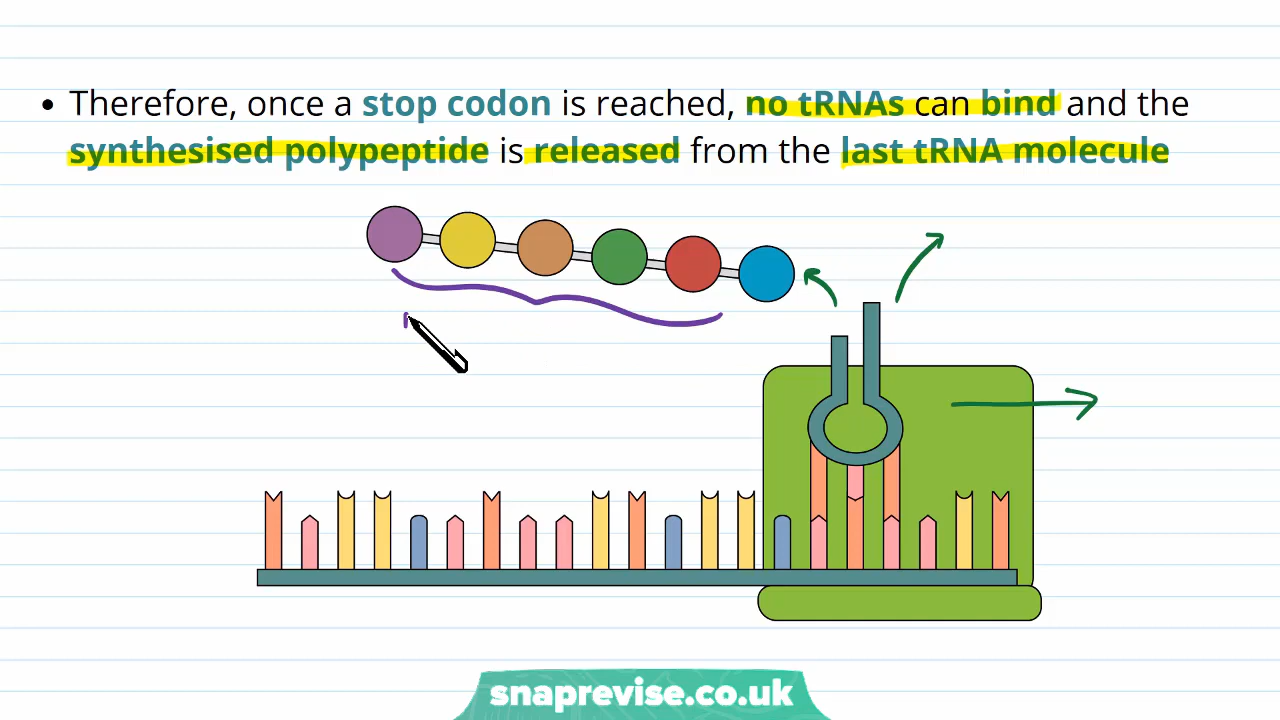 • Therefore, once a stop codon is reached, no tRNAs can bind and the
synthesised polypeptide is released from the last tRNA molecule
snaprevise.co.uk